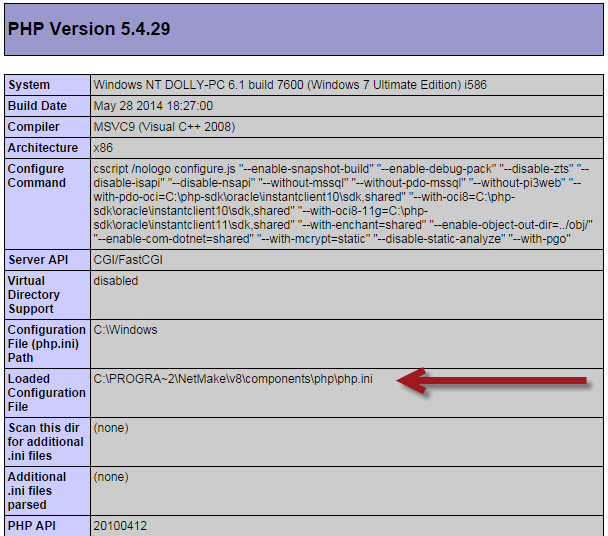 PHP Version 5.4.29
System Windows NT DOLLY-PC 6.1 build 7600 (Windows 7 Ultimate Edition) i586
Build Date May 28 2014 18:27:00
Compiler MSVC9 (Visual C++ 2008)
Architecture x86
Configure cscript /nologo configure.js "--enable-snapshot-build" "--enable-debug-pack" "--disable-zts" "--
Command disable-isapi" "--disable-nsapi" "--without-mssql" "--without-pdo-mssql" "--without-pi3web" "--
with-pdo-oci=C:\php-sdk\oracle\instantclient10\sdk,shared" "--with-oci8=C:\php-
sdk\oracle\instantclient10\sdk,shared" "--with-oci8-11g=C:\php-
sdk\oracle\instantclient11\sdk,shared" "--with-enchant=shared" "--enable-object-out-dir=../obj/"
"--enable-com-dotnet=shared" "--with-mcrypt=static" "--disable-static-analyze" "--with-pgo"
Server API CGI/FastCGI
Virtual disabled
Directory
Support
Configuration C:\Windows
File (php.ini)
Path
Loaded C:\PROGRA~2\NetMake\v8\components\php\php.ini
Configuration
File
Scan this dir (none)
for additional
.ini files
Additional (none)
.ini files
parsed
PHP API 20100412